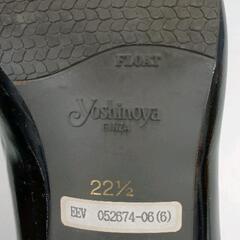 FLOAT
Yoshinoya
GINZA
22½
EEV 052674-06(6)